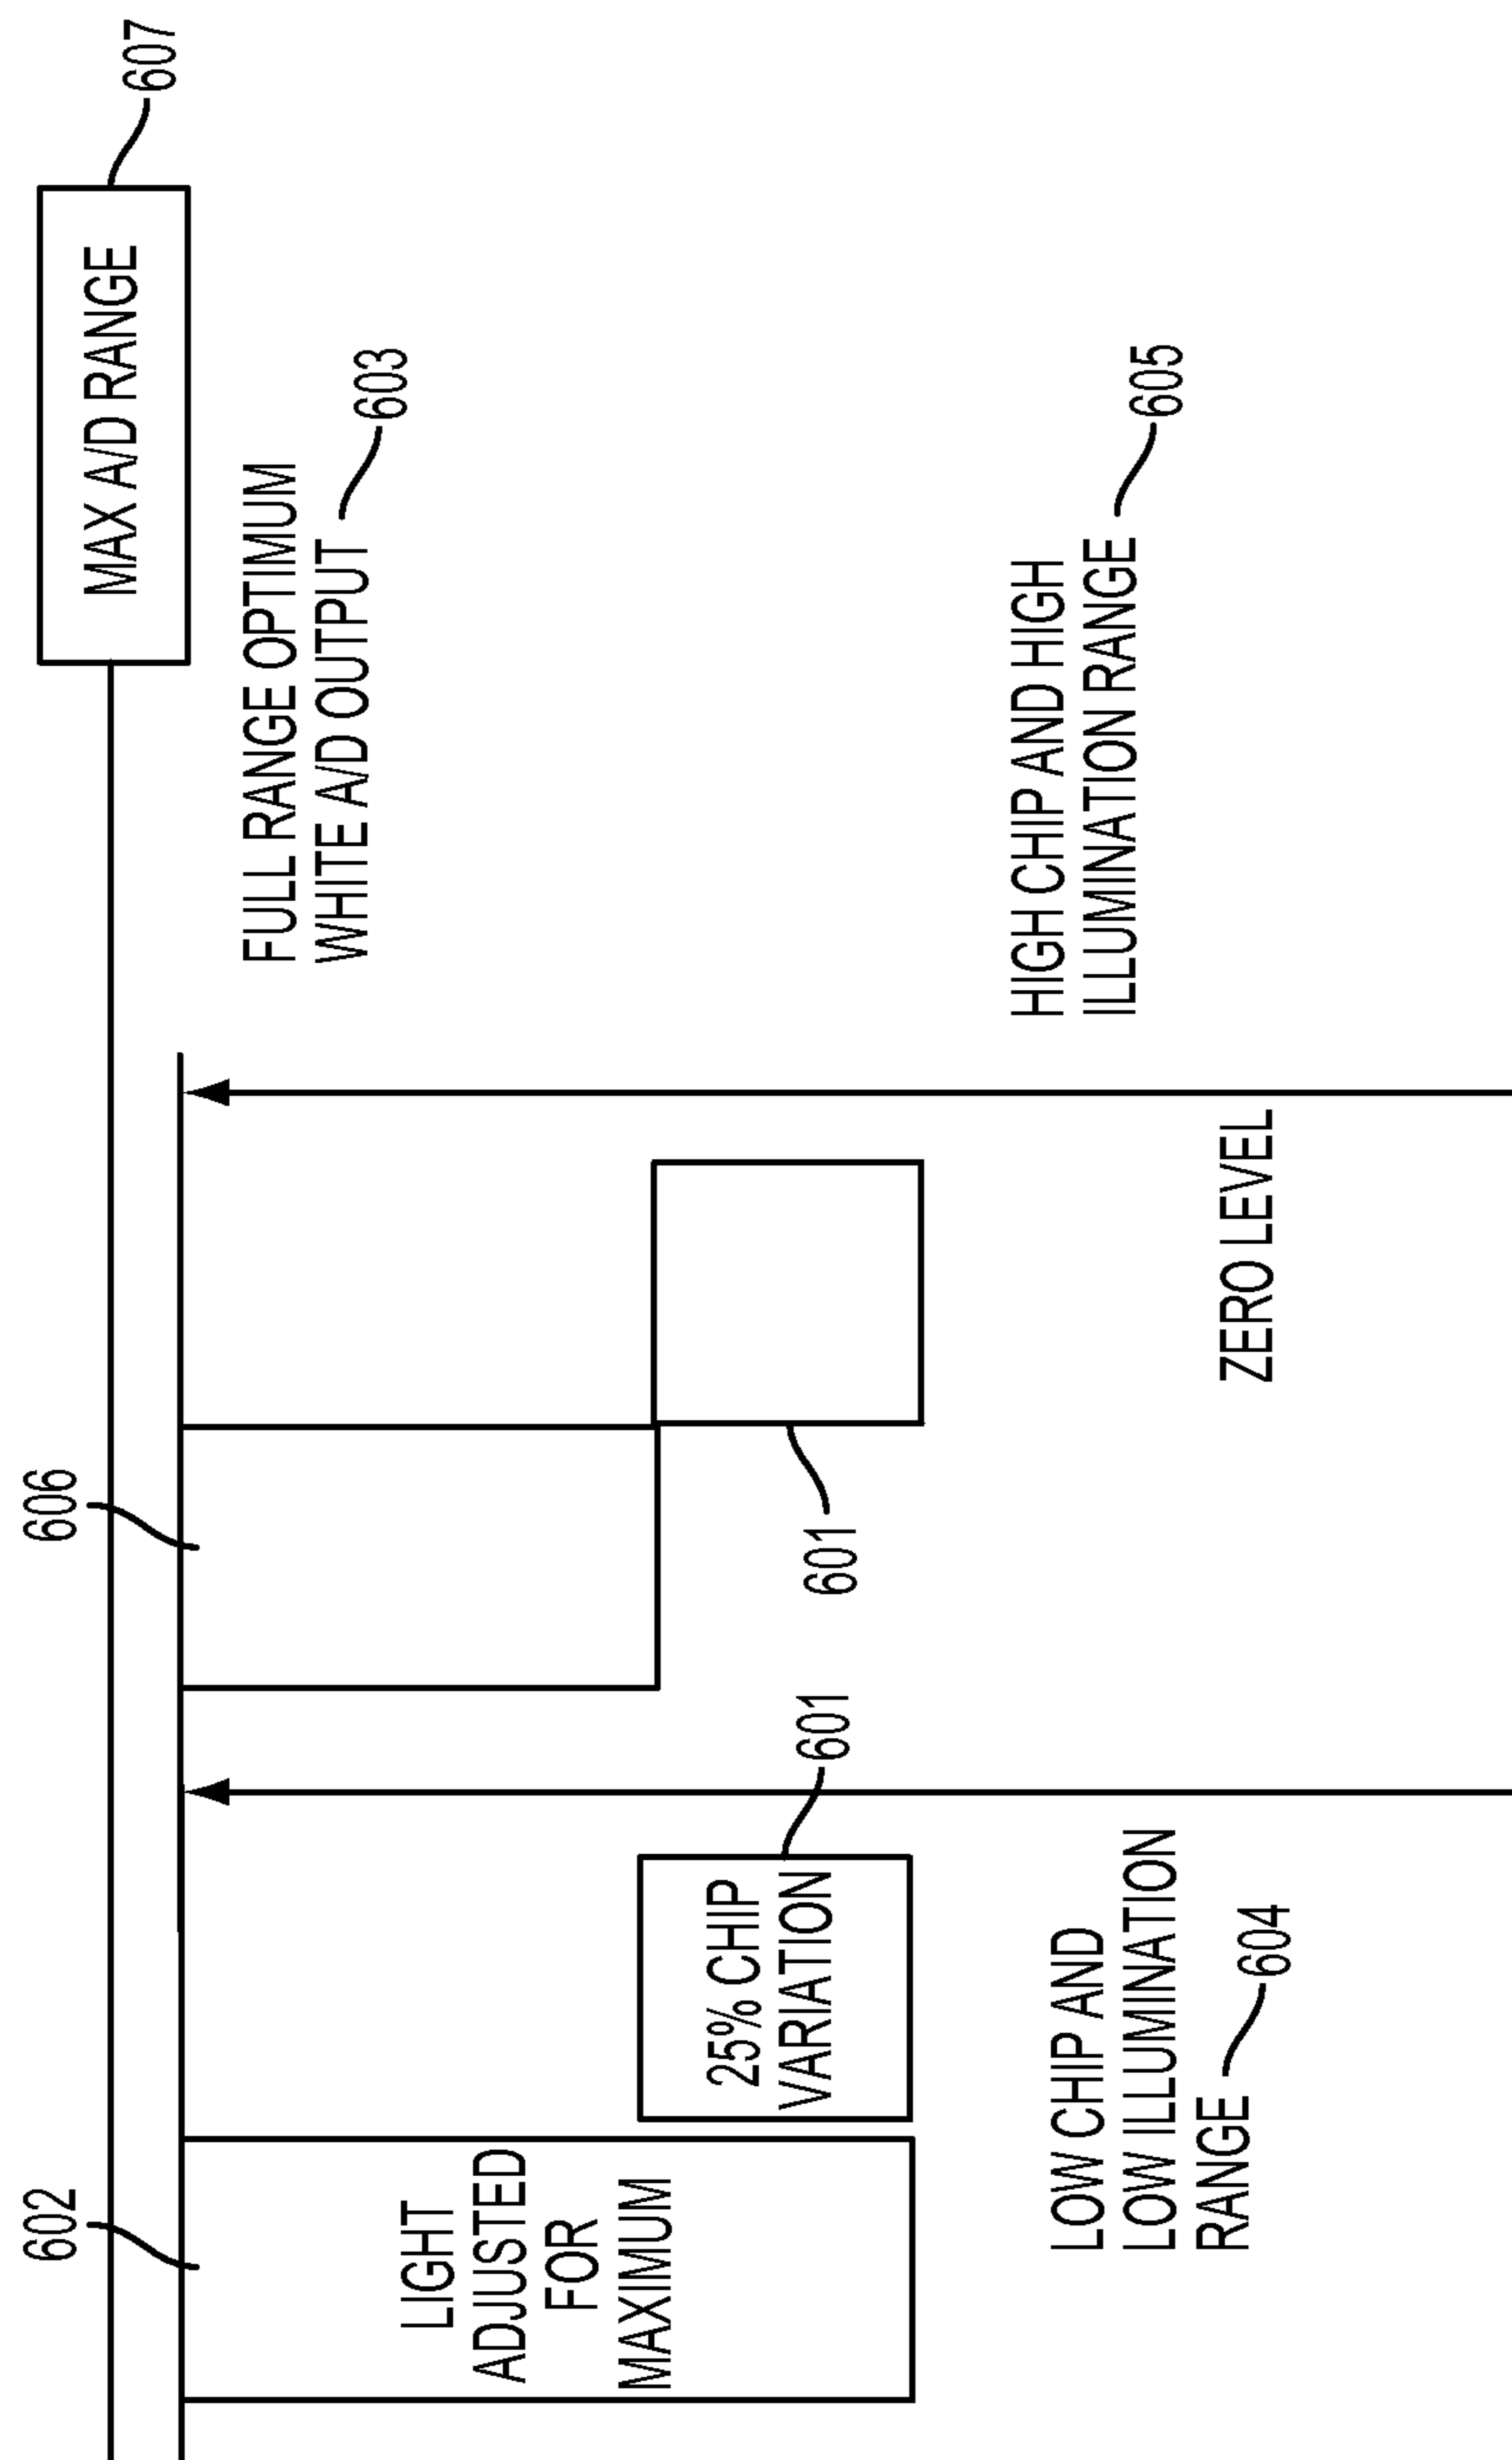 607
MAX A/D RANGE
FULL RANGE OPTIMUM
WHITE A/D OUTPUT
603
606
602
LIGHT
ADJUSTED
FOR
MAXIMUM
25% CHIP
VARIATION
601
601
HIGH CHIP AND HIGH
ILLUMINATION RANGE
605
LOW CHIP AND
LOW ILLUMINATION
RANGE
604
ZERO LEVEL